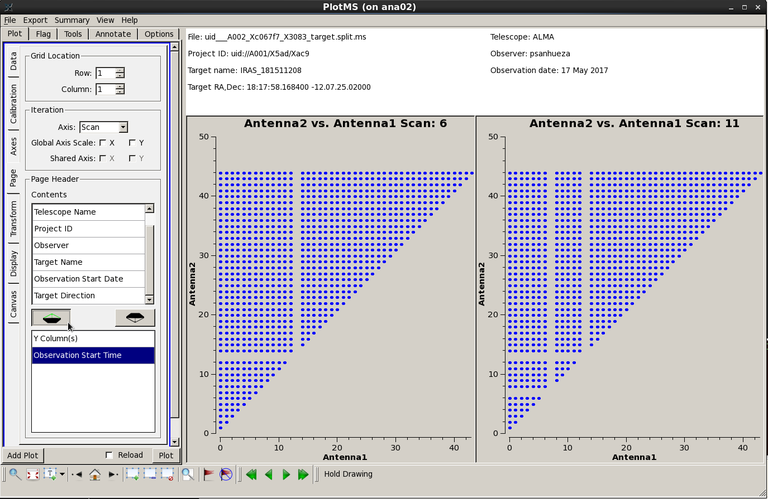 PlotMS (on ana02)
File Export Summary View Help
Plot Flag Tools Annotate Options
Data
Calibration
Axes
Page
Transform
Display
Canvas
Grid Location
Row: 1
Column: 1
Iteration
Axis: Scan
Global Axis Scale: X Y
Shared Axis: X Y
Page Header
Contents
Telescope Name
Project ID
Observer
Target Name
Observation Start Date
Target Direction
Y Column(s)
Observation Start Time
Add Plot Reload Plot
File: uid___A002_Xc067f7_X3083_target.split.ms
Telescope: ALMA
Project ID: uid://A001/X5ad/Xac9
Observer: psanhueza
Target name: IRAS_181511208
Observation date: 17 May 2017
Target RA,Dec: 18:17:58.168400 -12.07.25.02000
Antenna2 vs. Antenna1 Scan: 6
50
40
30
20
10
0
Antenna2
0 10 20 30 40
Antenna1
Antenna2 vs. Antenna1 Scan: 11
50
40
30
20
10
0
Antenna2
0 10 20 30 40
Antenna1
Hold Drawing